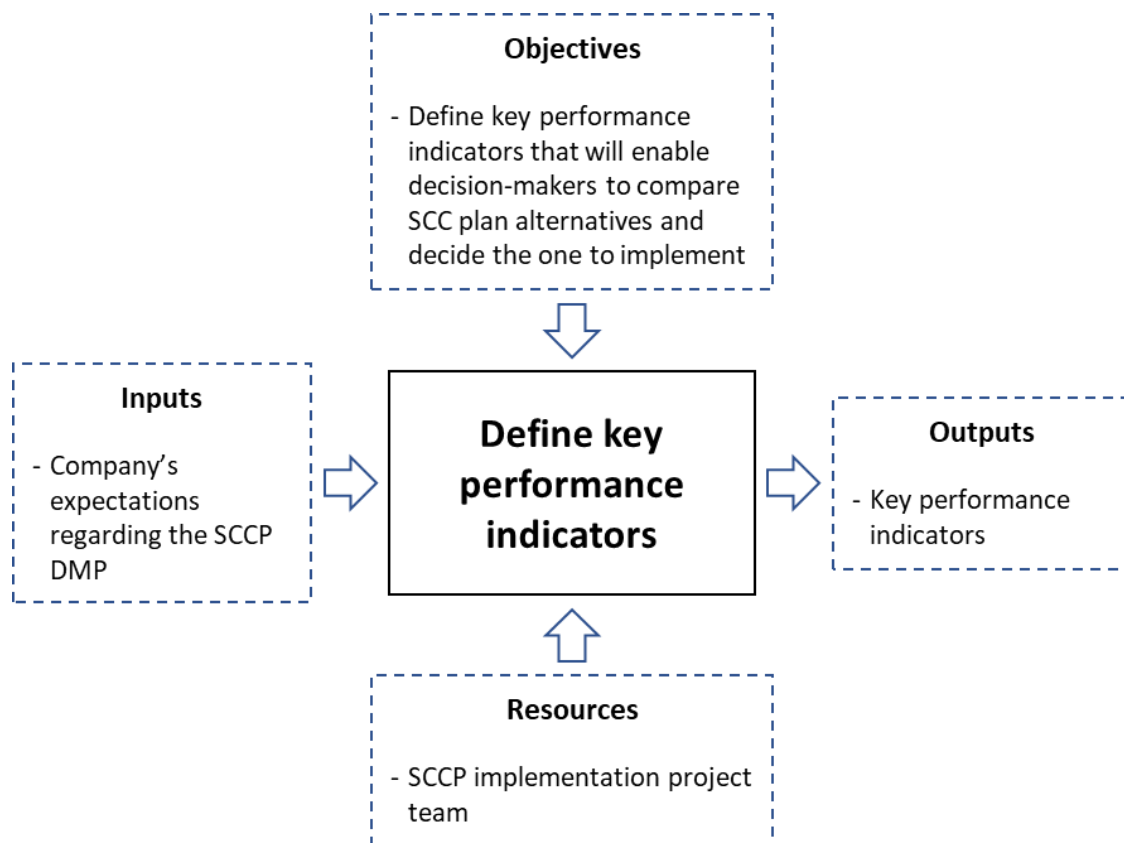 Objectives
- Define key performance
indicators that will enable
decision-makers to compare
SCC plan alternatives and
decide the one to implement
Inputs
- Company’s
expectations
regarding the SCCP
DMP
Define key
performance
indicators
Outputs
- Key performance
indicators
Resources
- SCCP implementation project
team